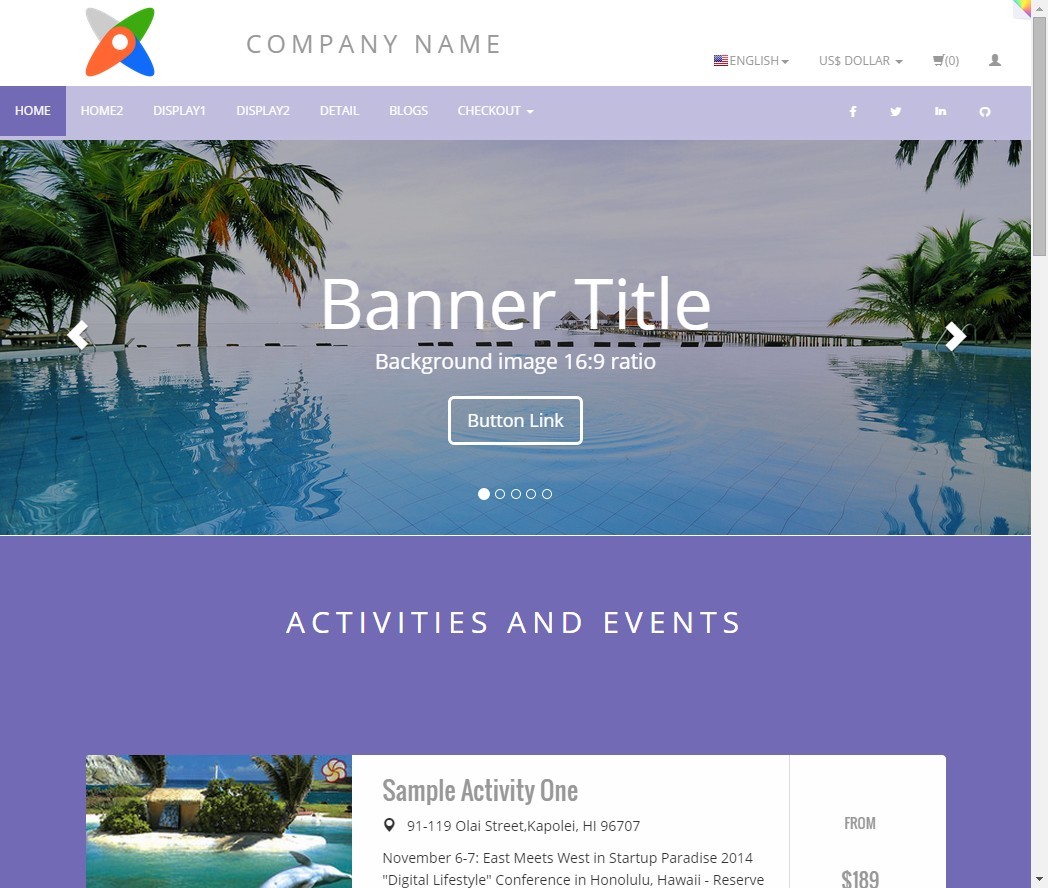 COMPANY NAME
ENGLISH
US$ DOLLAR
(0)
HOME
HOME2
DISPLAY1
DISPLAY2
DETAIL
BLOGS
CHECKOUT
Banner Title
Background image 16:9 ratio
Button Link
ACTIVITIES AND EVENTS
Sample Activity One
91-119 Olai Street,Kapolei, HI 96707
November 6-7: East Meets West in Startup Paradise 2014
"Digital Lifestyle" Conference in Honolulu, Hawaii - Reserve
FROM
$189